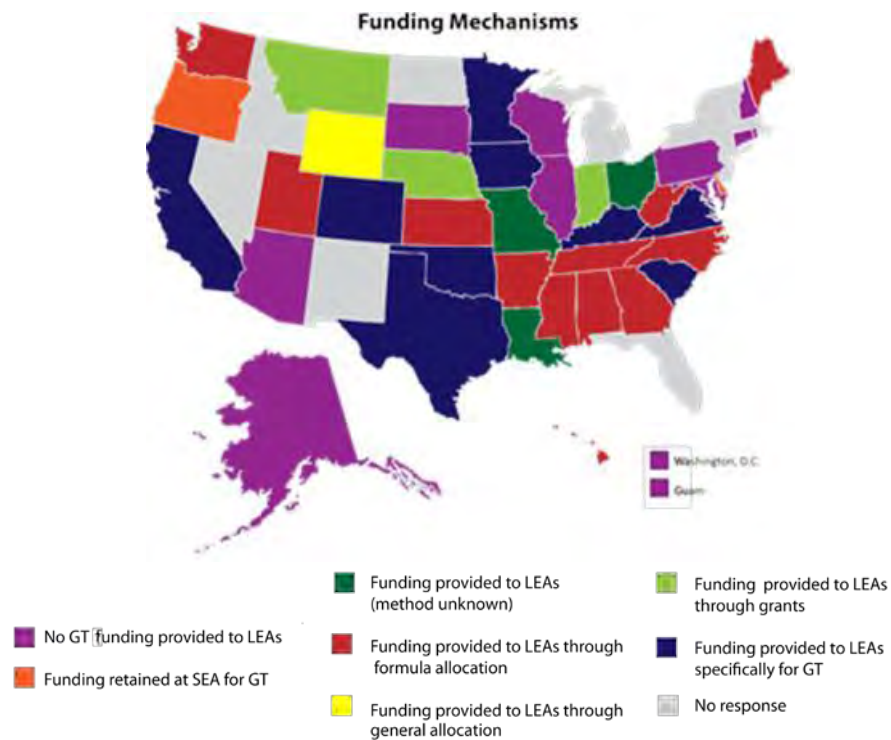 Funding Mechanisms
Washington, D.C.
Guam
No GT funding provided to LEAs
Funding retained at SEA for GT
Funding provided to LEAs
(method unknown)
Funding provided to LEAs through
formula allocation
Funding provided to LEAs through
general allocation
Funding provided to LEAs
through grants
Funding provided to LEAs
specifically for GT
No response